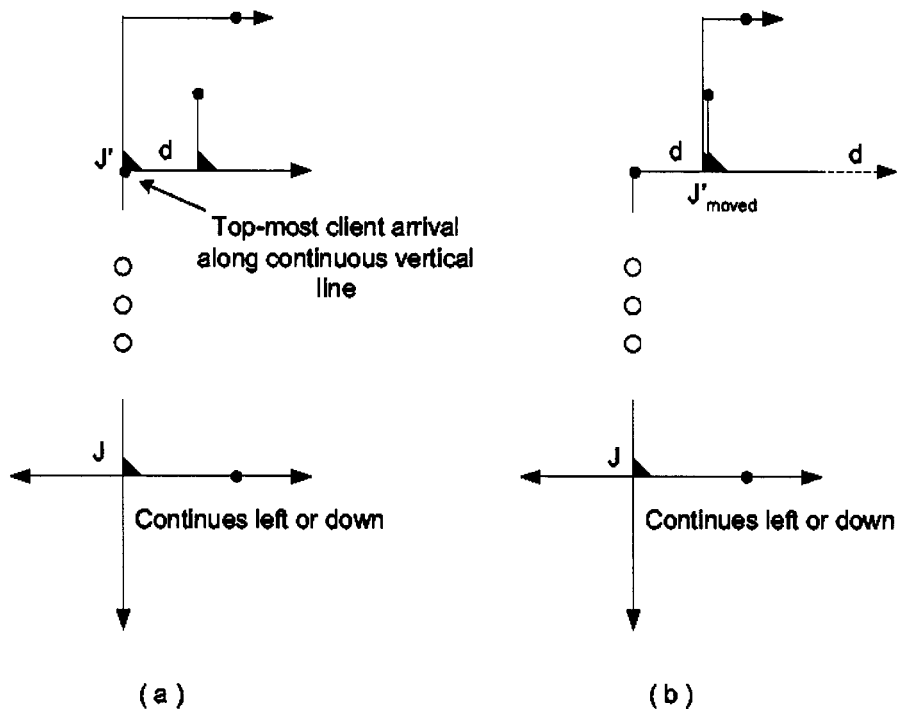 J'
d
Top-most client arrival
along continuous vertical
line
J
Continues left or down
( a )
d
d
J'moved
J
Continues left or down
( b )